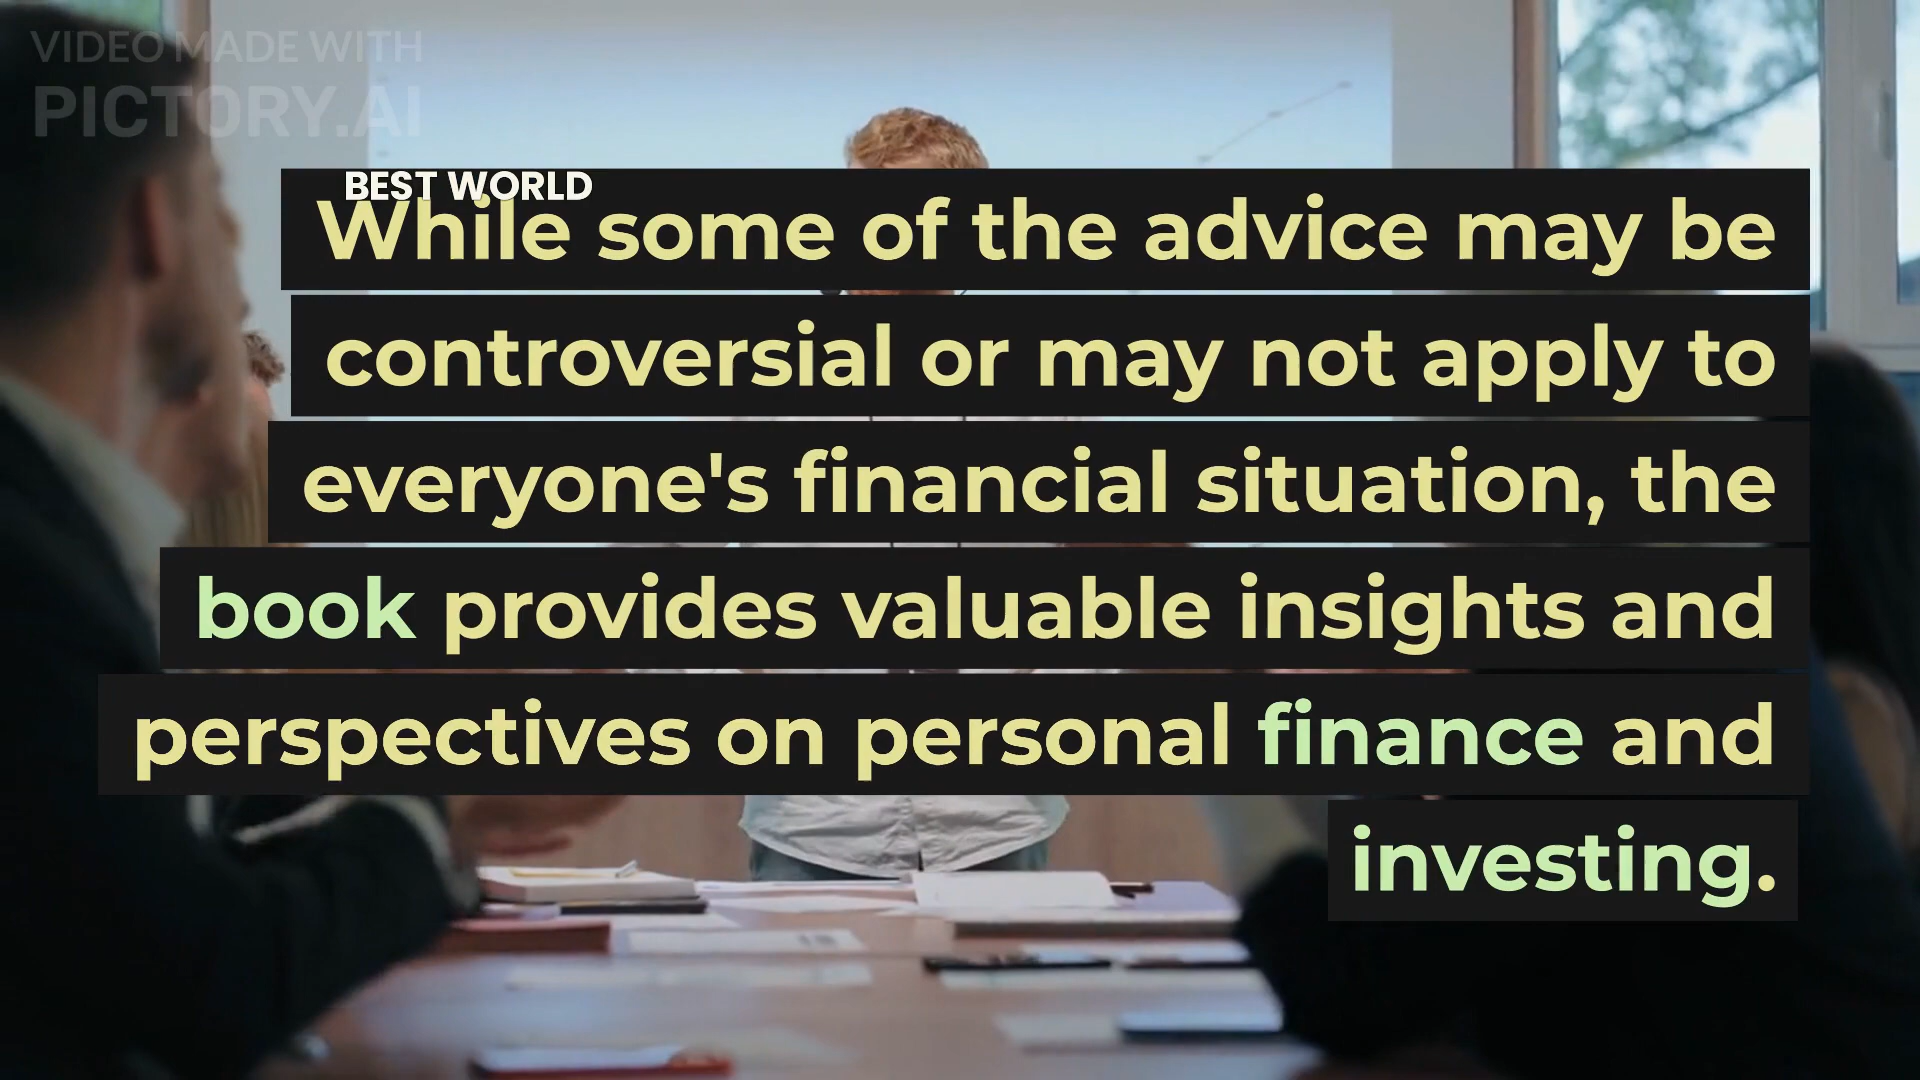 VIDEO MADE WITH
PICTORY.AI
BEST WORLD
While some of the advice may be
controversial or may not apply to
everyone's financial situation, the
book provides valuable insights and
perspectives on personal finance and
investing.